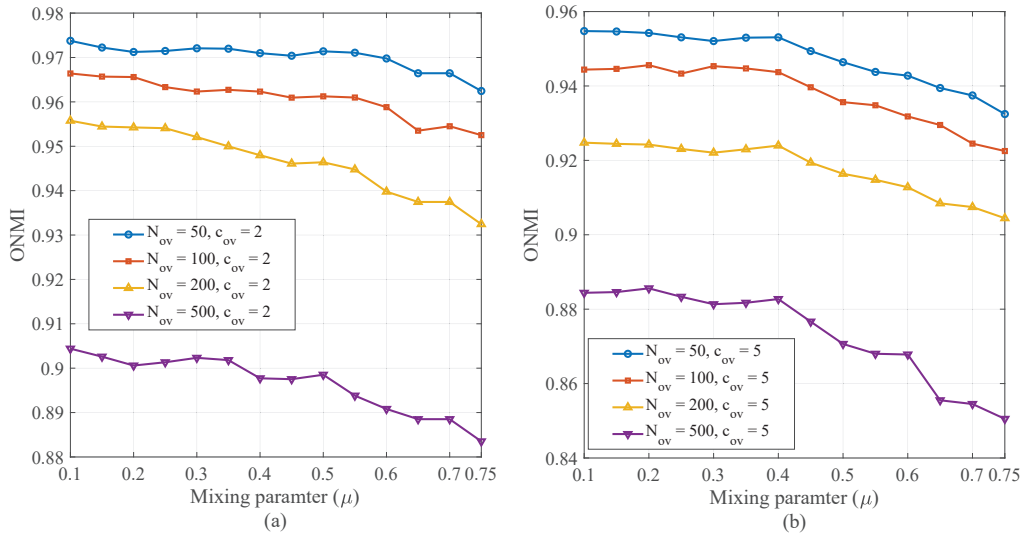 0.98
0.97
0.96
0.95
0.94
0.93
0.92
0.91
0.9
0.89
0.88
ONMI
N_ov = 50, c_ov = 2
N_ov = 100, c_ov = 2
N_ov = 200, c_ov = 2
N_ov = 500, c_ov = 2
0.1 0.2 0.3 0.4 0.5 0.6 0.7 0.75
Mixing paramter (μ)
(a)
0.96
0.94
0.92
0.9
0.88
0.86
0.84
ONMI
N_ov = 50, c_ov = 5
N_ov = 100, c_ov = 5
N_ov = 200, c_ov = 5
N_ov = 500, c_ov = 5
0.1 0.2 0.3 0.4 0.5 0.6 0.7 0.75
Mixing paramter (μ)
(b)